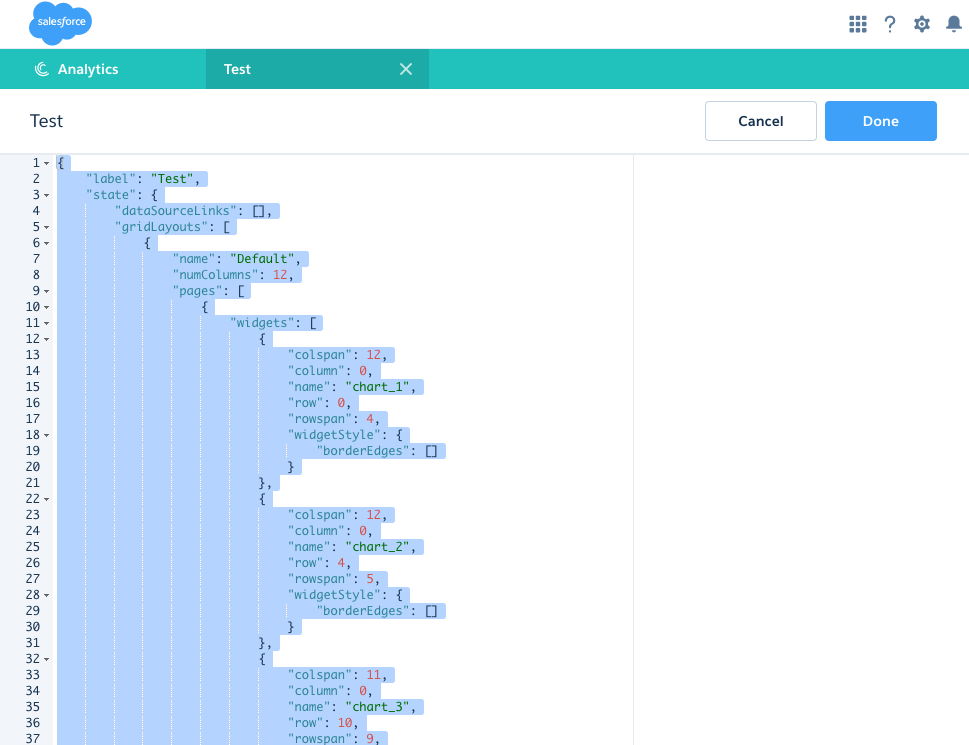 salesforce
Analytics Test
Test Cancel Done
1 {
2 "label": "Test",
3 "state": {
4 "dataSourceLinks": [],
5 "gridLayouts": [
6 {
7 "name": "Default",
8 "numColumns": 12,
9 "pages": [
10 {
11 "widgets": [
12 {
13 "colspan": 12,
14 "column": 0,
15 "name": "chart_1",
16 "row": 0,
17 "rowspan": 4,
18 "widgetStyle": {
19 "borderEdges": []
20 }
21 },
22 {
23 "colspan": 12,
24 "column": 0,
25 "name": "chart_2",
26 "row": 4,
27 "rowspan": 5,
28 "widgetStyle": {
29 "borderEdges": []
30 }
31 },
32 {
33 "colspan": 11,
34 "column": 0,
35 "name": "chart_3",
36 "row": 10,
37 "rowspan": 9,